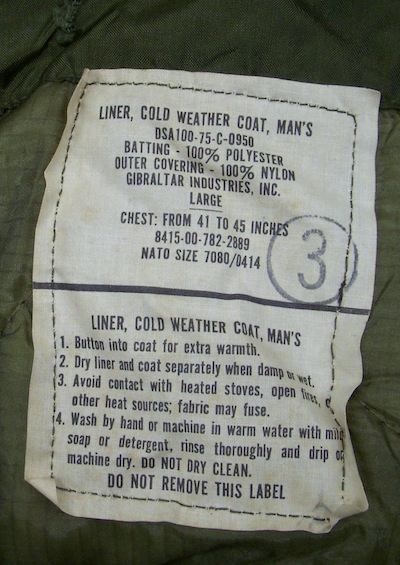 LINER, COLD WEATHER COAT, MAN'S
DSA100-75-C-0950
BATTING - 100% POLYESTER
OUTER COVERING - 100% NYLON
GIBRALTAR INDUSTRIES, INC.
LARGE
CHEST: FROM 41 TO 45 INCHES
8415-00-782-2889
NATO SIZE 7080/0414
3
LINER, COLD WEATHER COAT, MAN'S
1. Button into coat for extra warmth.
2. Dry liner and coat separately when damp or wet.
3. Avoid contact with heated stoves, open fires,
other heat sources; fabric may fuse.
4. Wash by hand or machine in warm water with mild
soap or detergent, rinse thoroughly and drip or
machine dry. DO NOT DRY CLEAN.
DO NOT REMOVE THIS LABEL